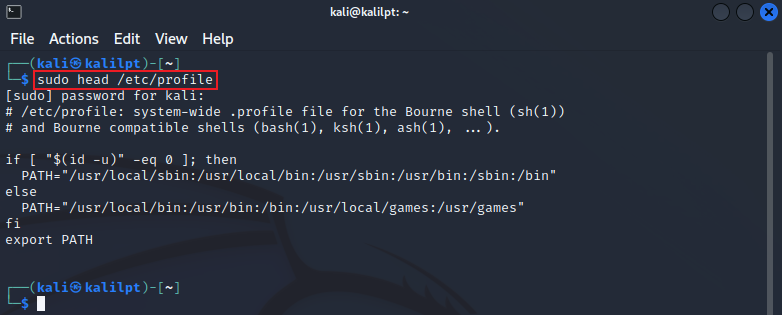 kali@kalilpt: ~
File Actions Edit View Help
┌──(kali㉿kalilpt)-[~]
└─$ sudo head /etc/profile
[sudo] password for kali:
# /etc/profile: system-wide .profile file for the Bourne shell (sh(1))
# and Bourne compatible shells (bash(1), ksh(1), ash(1), ...).
if [ "$(id -u)" -eq 0 ]; then
  PATH="/usr/local/sbin:/usr/local/bin:/usr/sbin:/usr/bin:/sbin:/bin"
else
  PATH="/usr/local/bin:/usr/bin:/bin:/usr/local/games:/usr/games"
fi
export PATH
┌──(kali㉿kalilpt)-[~]
└─$